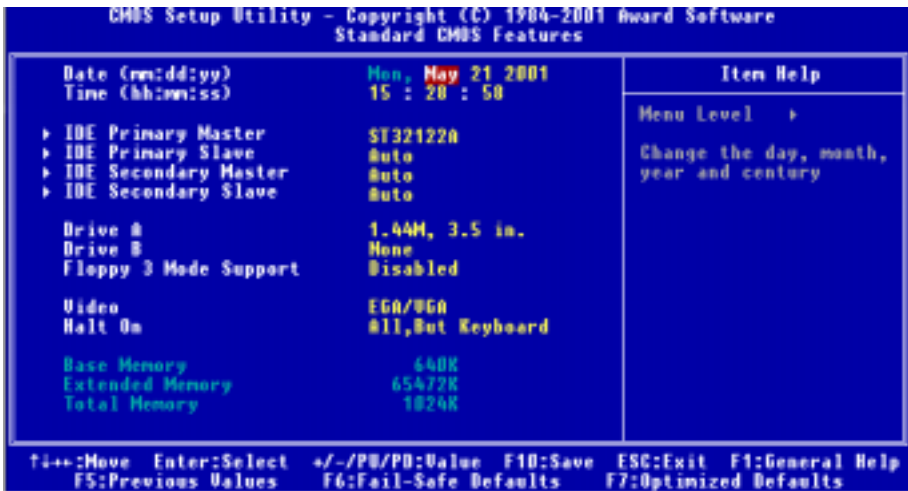 CMOS Setup Utility - Copyright (C) 1984-2001 Award Software
Standard CMOS Features
Date (mm:dd:yy) Mon, May 21 2001
Time (hh:mm:ss) 15 : 28 : 58
▸ IDE Primary Master ST32122A
▸ IDE Primary Slave Auto
▸ IDE Secondary Master Auto
▸ IDE Secondary Slave Auto
Drive A 1.44M, 3.5 in.
Drive B None
Floppy 3 Mode Support Disabled
Video EGA/VGA
Halt On All,But Keyboard
Base Memory 640K
Extended Memory 65472K
Total Memory 1024K
Item Help
Menu Level ▸
Change the day, month,
year and century
↑↓→←:Move Enter:Select +/-/PU/PD:Value F10:Save ESC:Exit F1:General Help
F5:Previous Values F6:Fail-Safe Defaults F7:Optimized Defaults